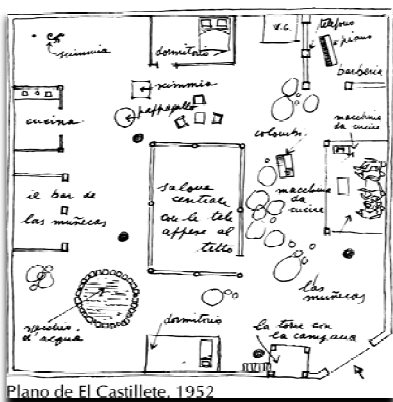 scimmia
dormitorio
W.C.
telefono
piano
barberia
scimmia
pappagallo
cucina
macchina
da cucire
colombi
il bar de
las muñecas
salone
centrale
con le tele
appese al
tetto
macchina
da
cucire
las
muñecas
specchio
d'acqua
dormitorio
la torre con
la campana
Plano de El Castillete, 1952